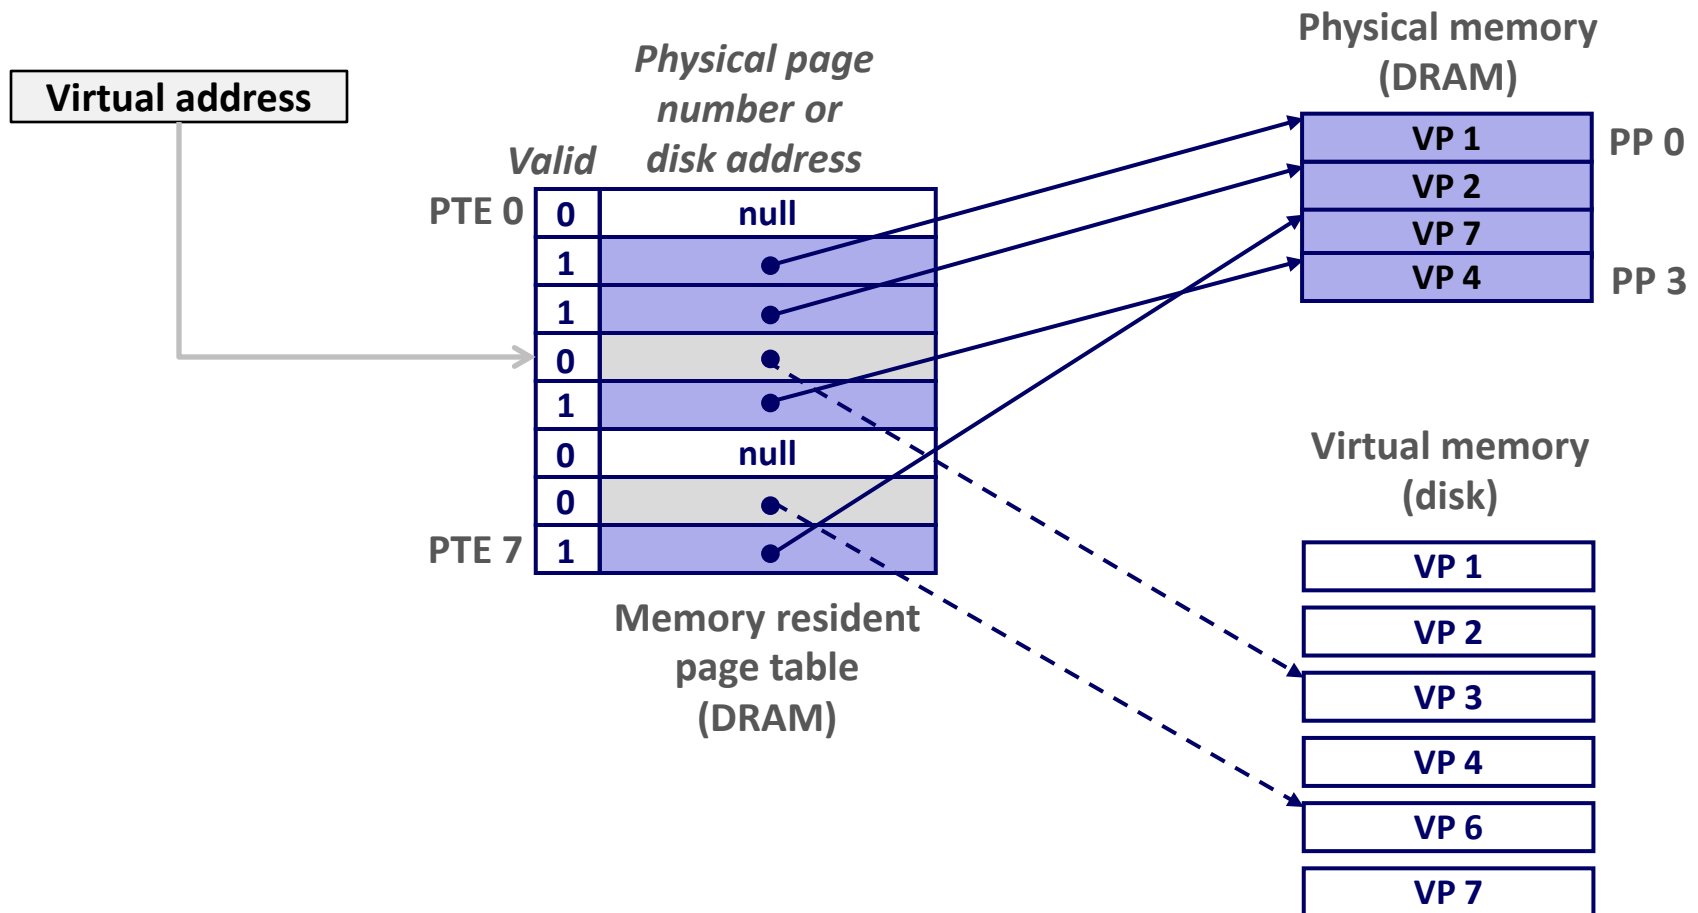 Virtual address
Physical page
number or
disk address
Valid
PTE 0
0
null
1
1
0
1
0
null
0
PTE 7
1
Memory resident
page table
(DRAM)
Physical memory
(DRAM)
VP 1
PP 0
VP 2
VP 7
VP 4
PP 3
Virtual memory
(disk)
VP 1
VP 2
VP 3
VP 4
VP 6
VP 7